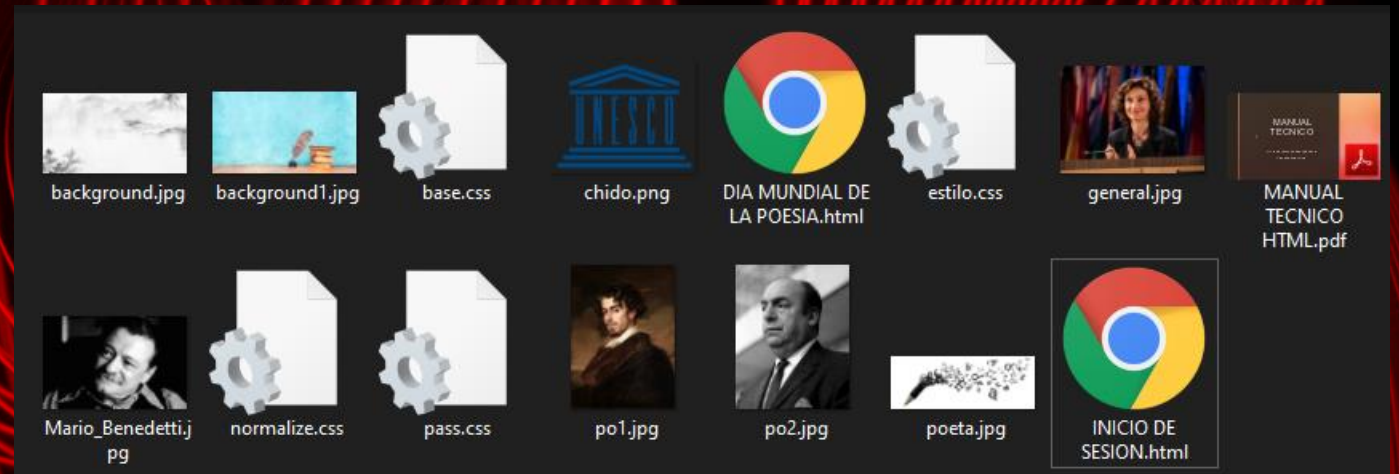 UNESCO
MANUAL
TECNICO
background.jpg
background1.jpg
base.css
chido.png
DIA MUNDIAL DE
LA POESIA.html
estilo.css
general.jpg
MANUAL
TECNICO
HTML.pdf
Mario_Benedetti.j
pg
normalize.css
pass.css
po1.jpg
po2.jpg
poeta.jpg
INICIO DE
SESION.html